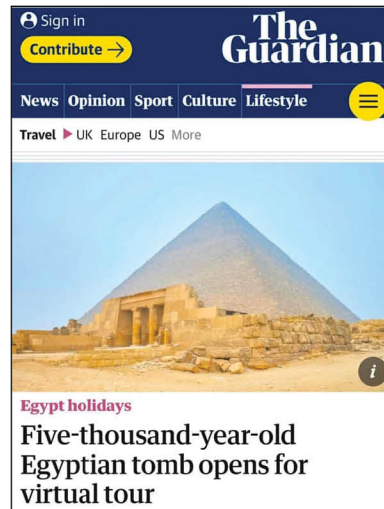 Sign in
The
Guardian
Contribute →
News Opinion Sport Culture Lifestyle
Travel ▶ UK Europe US More
i
Egypt holidays
Five-thousand-year-old
Egyptian tomb opens for
virtual tour